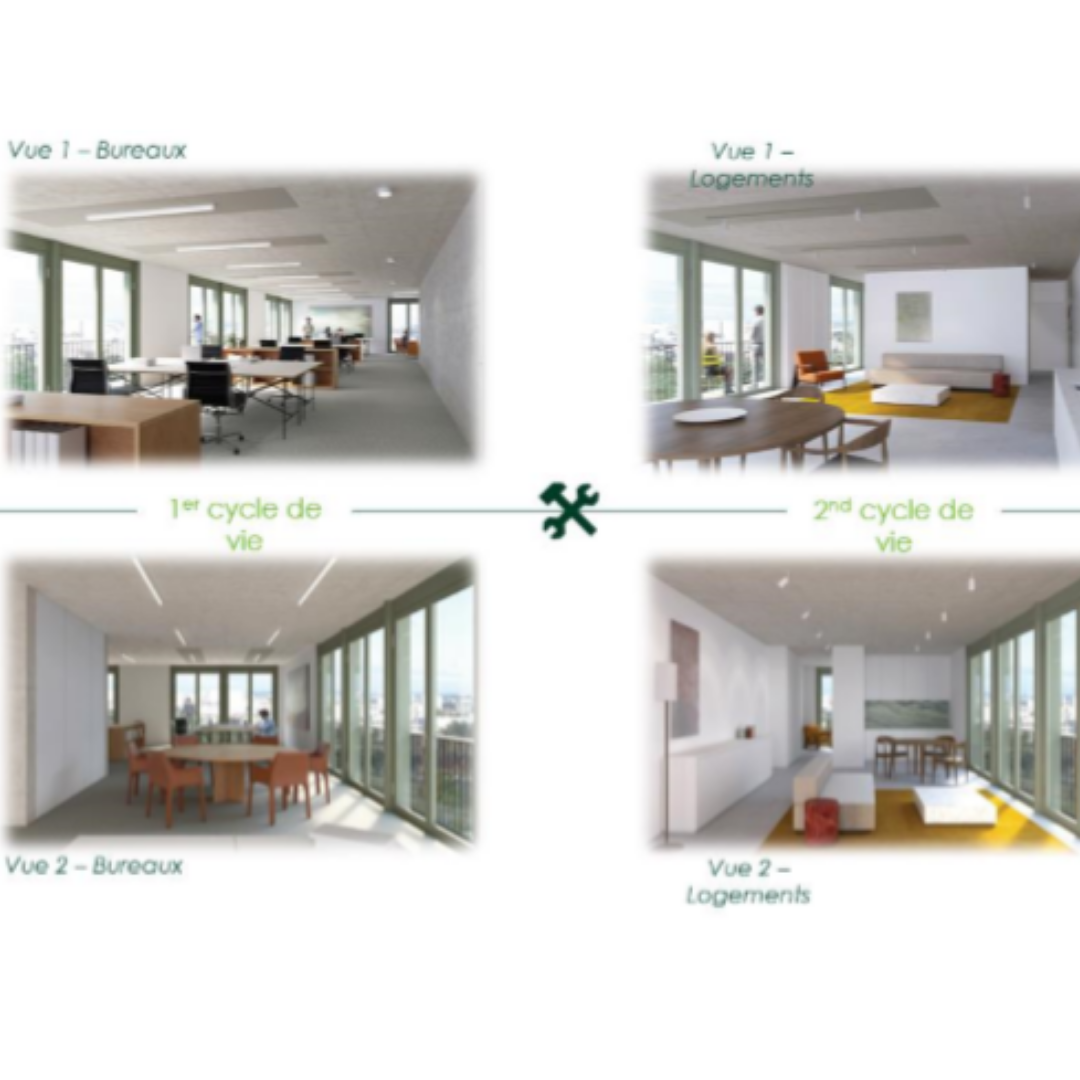 Vue 1 – Bureaux
Vue 1 –
Logements
1er cycle de
vie
2nd cycle de
vie
Vue 2 – Bureaux
Vue 2 –
Logements